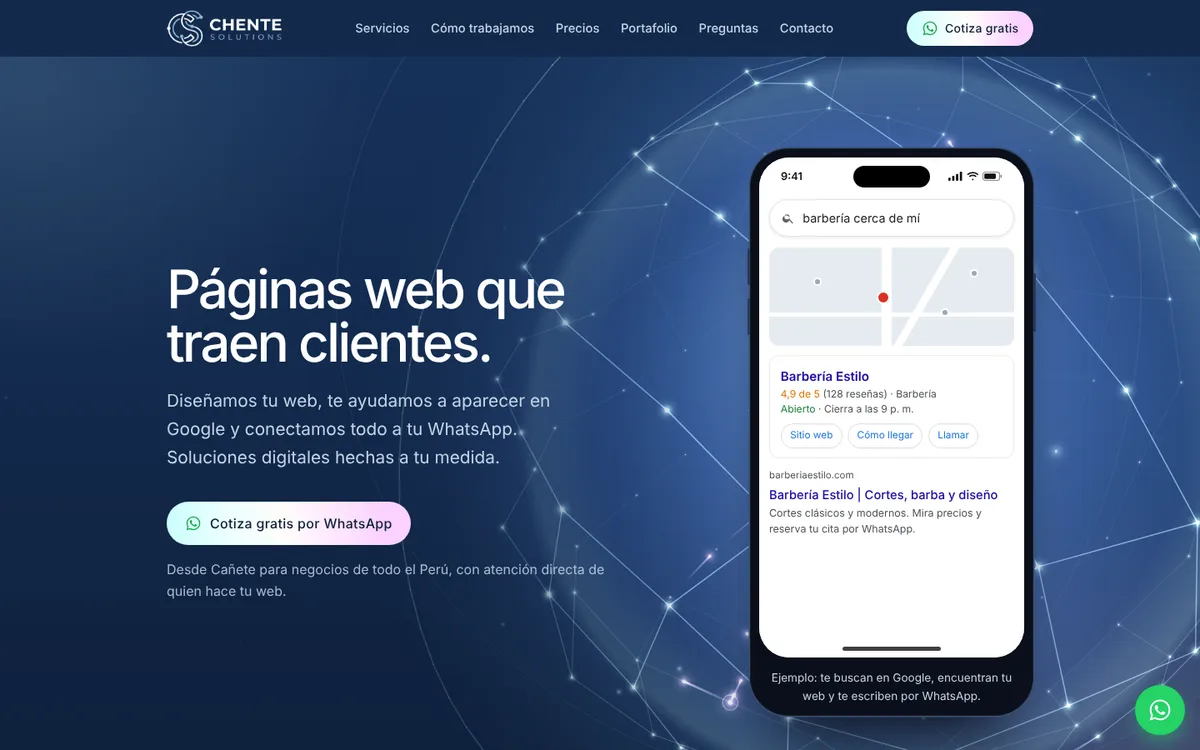 CHENTE
SOLUTIONS
Servicios
Cómo trabajamos
Precios
Portafolio
Preguntas
Contacto
Cotiza gratis
Páginas web que
traen clientes.
Diseñamos tu web, te ayudamos a aparecer en
Google y conectamos todo a tu WhatsApp.
Soluciones digitales hechas a tu medida.
Cotiza gratis por WhatsApp
Desde Cañete para negocios de todo el Perú, con atención directa de
quien hace tu web.
9:41
barbería cerca de mí
Barbería Estilo
4,9 de 5 (128 reseñas) · Barbería
Abierto · Cierra a las 9 p. m.
Sitio web
Cómo llegar
Llamar
barberiaestilo.com
Barbería Estilo | Cortes, barba y diseño
Cortes clásicos y modernos. Mira precios y
reserva tu cita por WhatsApp.
Ejemplo: te buscan en Google, encuentran tu
web y te escriben por WhatsApp.